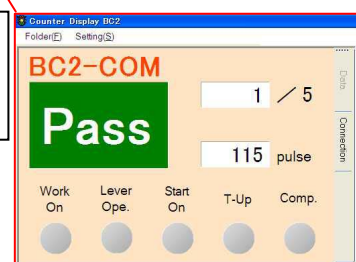 Counter Display BC2
Folder(F) Setting(S)
BC2-COM
Pass
1 / 5
115 pulse
Work On
Lever Ope.
Start On
T-Up
Comp.
Data
Connection